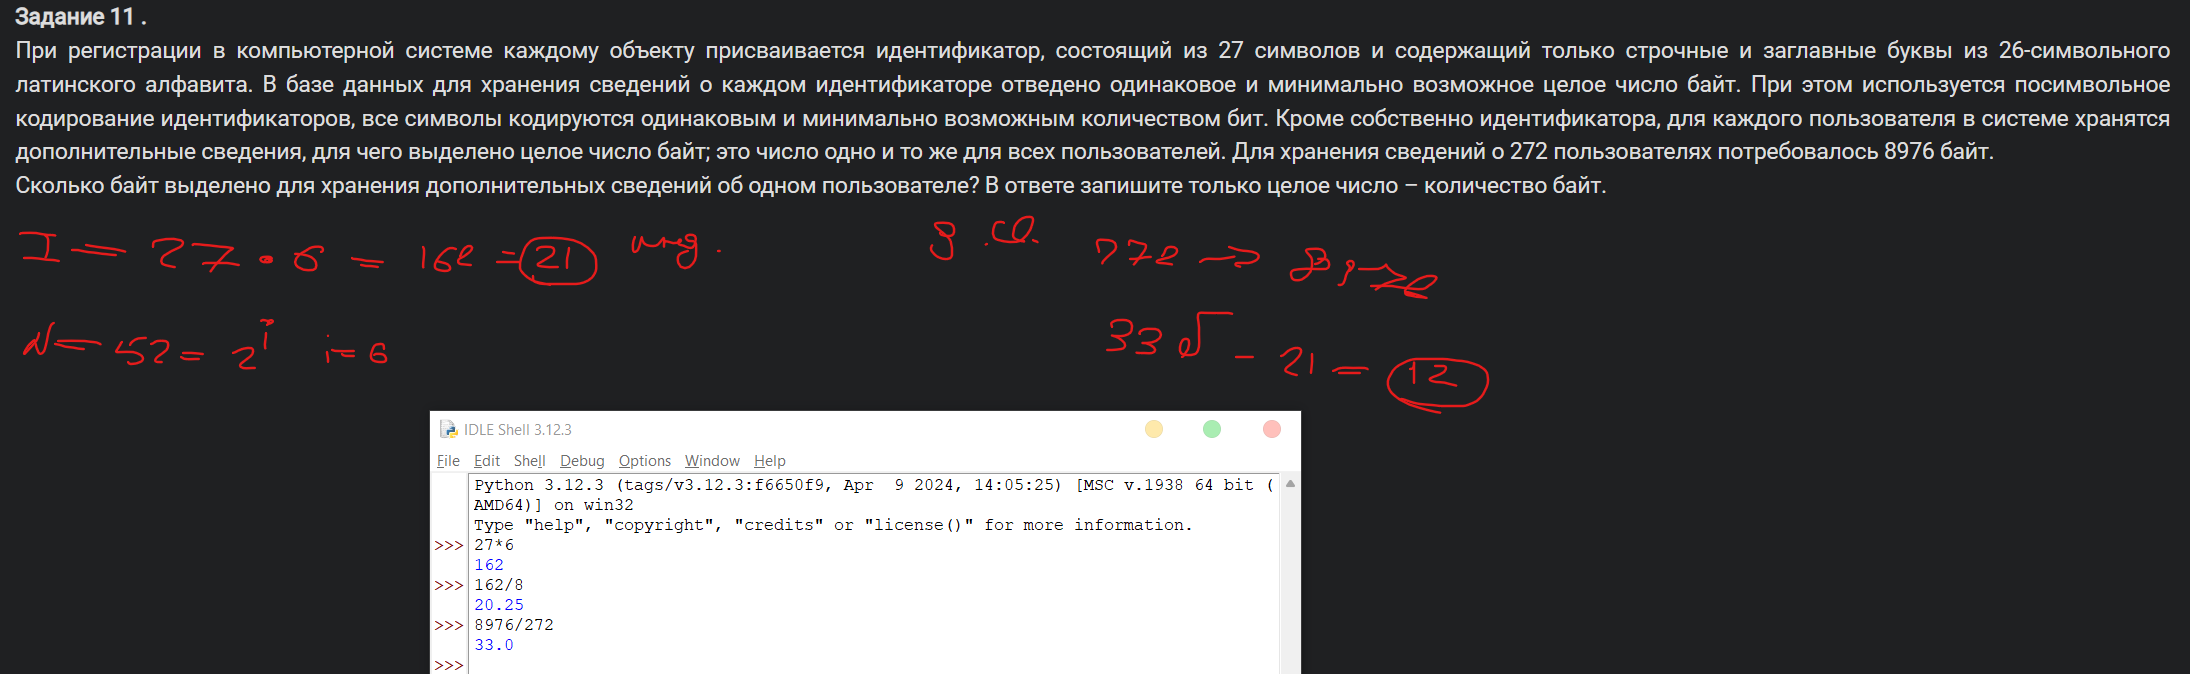 Задание 11 .
При регистрации в компьютерной системе каждому объекту присваивается идентификатор, состоящий из 27 символов и содержащий только строчные и заглавные буквы из 26-символьного
латинского алфавита. В базе данных для хранения сведений о каждом идентификаторе отведено одинаковое и минимально возможное целое число байт. При этом используется посимвольное
кодирование идентификаторов, все символы кодируются одинаковым и минимально возможным количеством бит. Кроме собственно идентификатора, для каждого пользователя в системе хранятся
дополнительные сведения, для чего выделено целое число байт; это число одно и то же для всех пользователей. Для хранения сведений о 272 пользователях потребовалось 8976 байт.
Сколько байт выделено для хранения дополнительных сведений об одном пользователе? В ответе запишите только целое число – количество байт.
I = 27 • 6 = 162 = 21 инд. д.св.
N = 52 = 2^i i = 6
33 - 21 = 12
IDLE Shell 3.12.3
File Edit Shell Debug Options Window Help
Python 3.12.3 (tags/v3.12.3:f6650f9, Apr  9 2024, 14:05:25) [MSC v.1938 64 bit (
AMD64)] on win32
Type "help", "copyright", "credits" or "license()" for more information.
>>> 27*6
162
>>> 162/8
20.25
>>> 8976/272
33.0
>>>